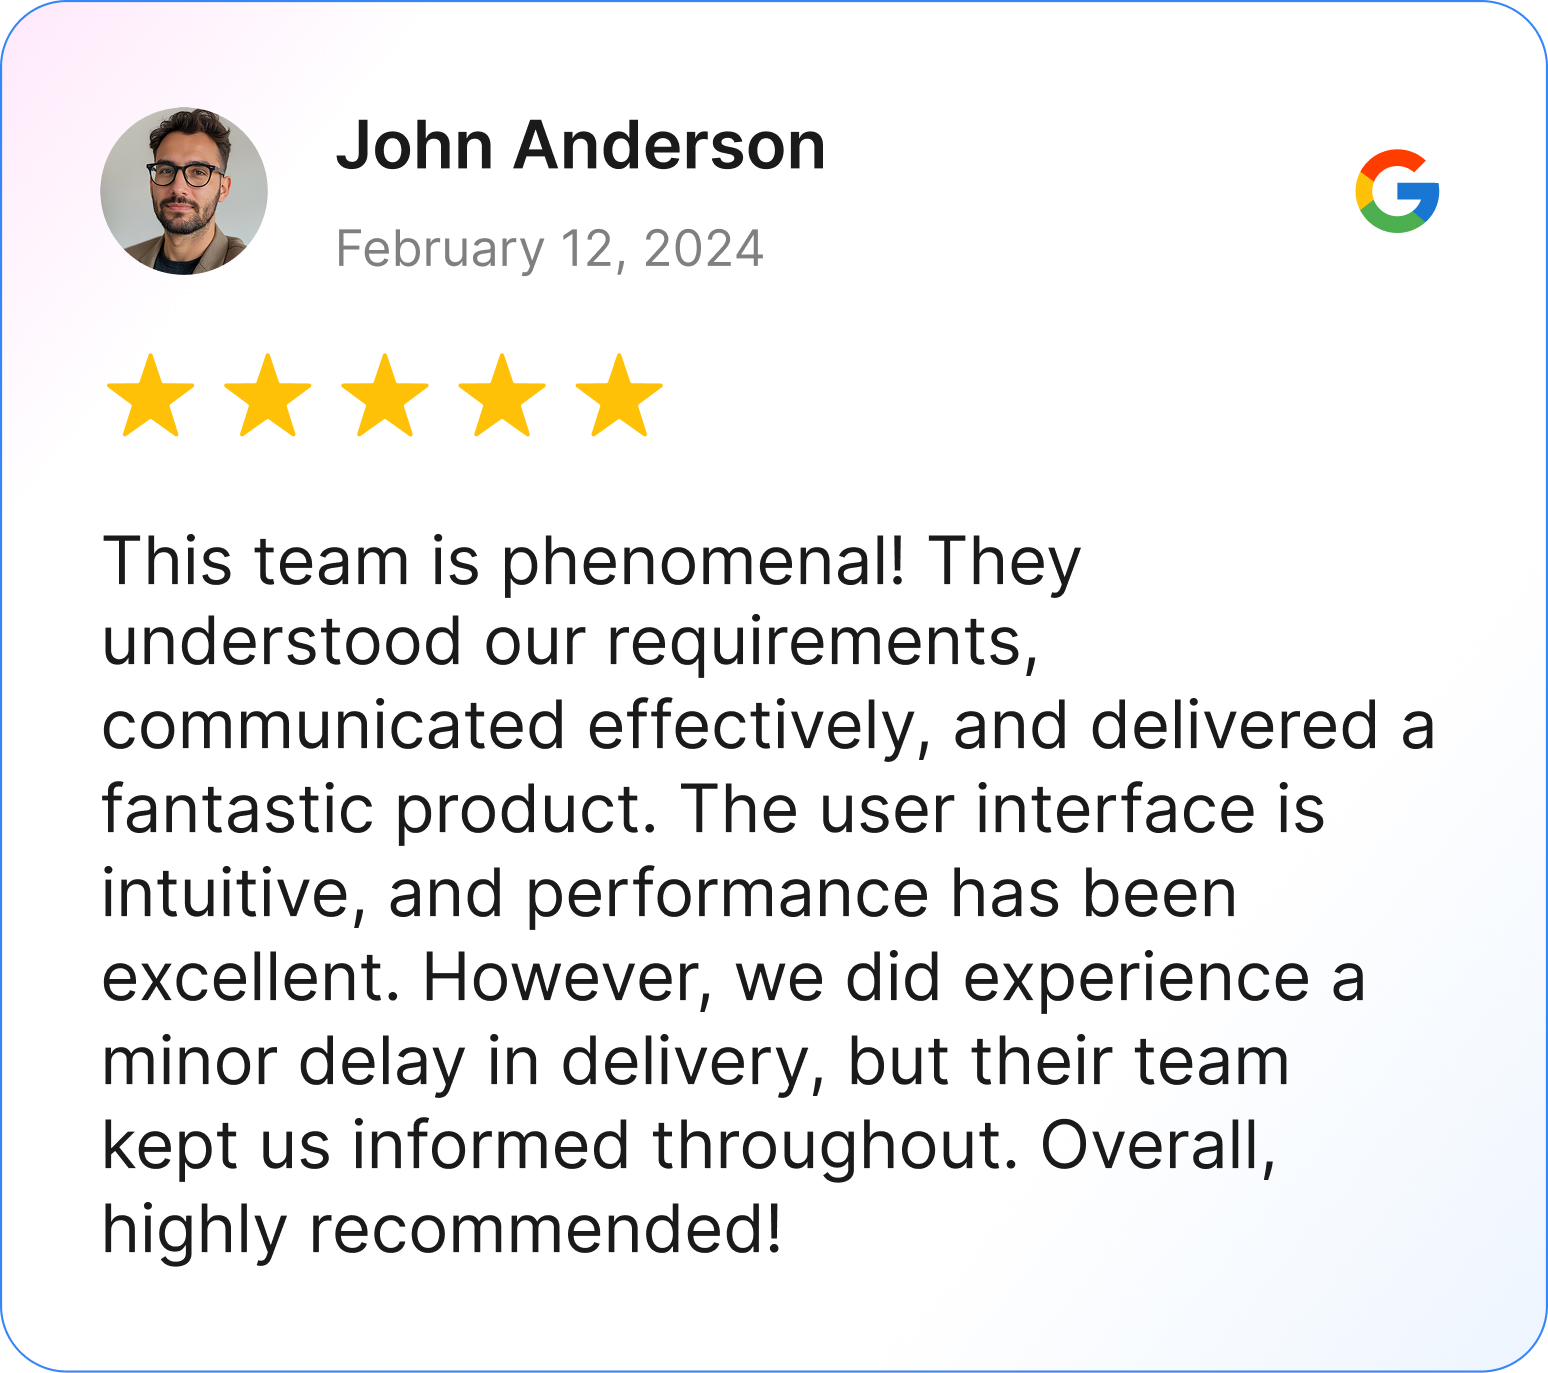 John Anderson
February 12, 2024
This team is phenomenal! They
understood our requirements,
communicated effectively, and delivered a
fantastic product. The user interface is
intuitive, and performance has been
excellent. However, we did experience a
minor delay in delivery, but their team
kept us informed throughout. Overall,
highly recommended!